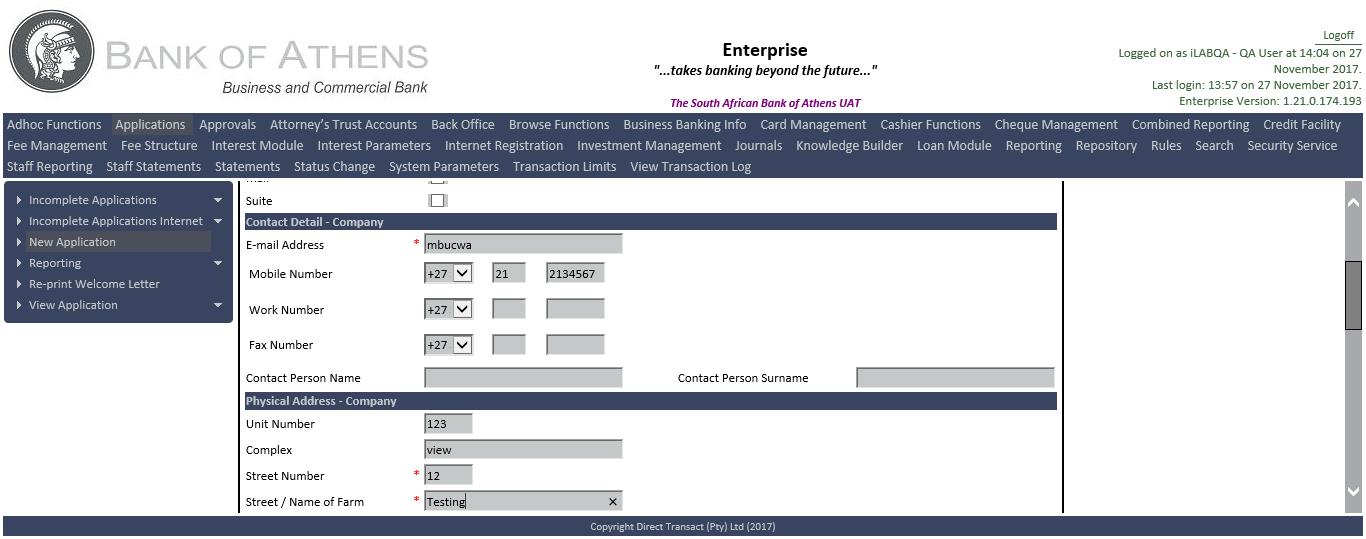 BANK OF ATHENS
Business and Commercial Bank
Enterprise
"...takes banking beyond the future..."
The South African Bank of Athens UAT
Logoff
Logged on as iLABQA - QA User at 14:04 on 27
November 2017.
Last login: 13:57 on 27 November 2017.
Enterprise Version: 1.21.0.174.193
Adhoc Functions Applications Approvals Attorney's Trust Accounts Back Office Browse Functions Business Banking Info Card Management Cashier Functions Cheque Management Combined Reporting Credit Facility
Fee Management Fee Structure Interest Module Interest Parameters Internet Registration Investment Management Journals Knowledge Builder Loan Module Reporting Repository Rules Search Security Service
Staff Reporting Staff Statements Statements Status Change System Parameters Transaction Limits View Transaction Log
Incomplete Applications
Incomplete Applications Internet
New Application
Reporting
Re-print Welcome Letter
View Application
Suite
Contact Detail - Company
E-mail Address * mbucwa
Mobile Number +27 21 2134567
Work Number +27
Fax Number +27
Contact Person Name Contact Person Surname
Physical Address - Company
Unit Number 123
Complex view
Street Number * 12
Street / Name of Farm * Testing
Copyright Direct Transact (Pty) Ltd (2017)